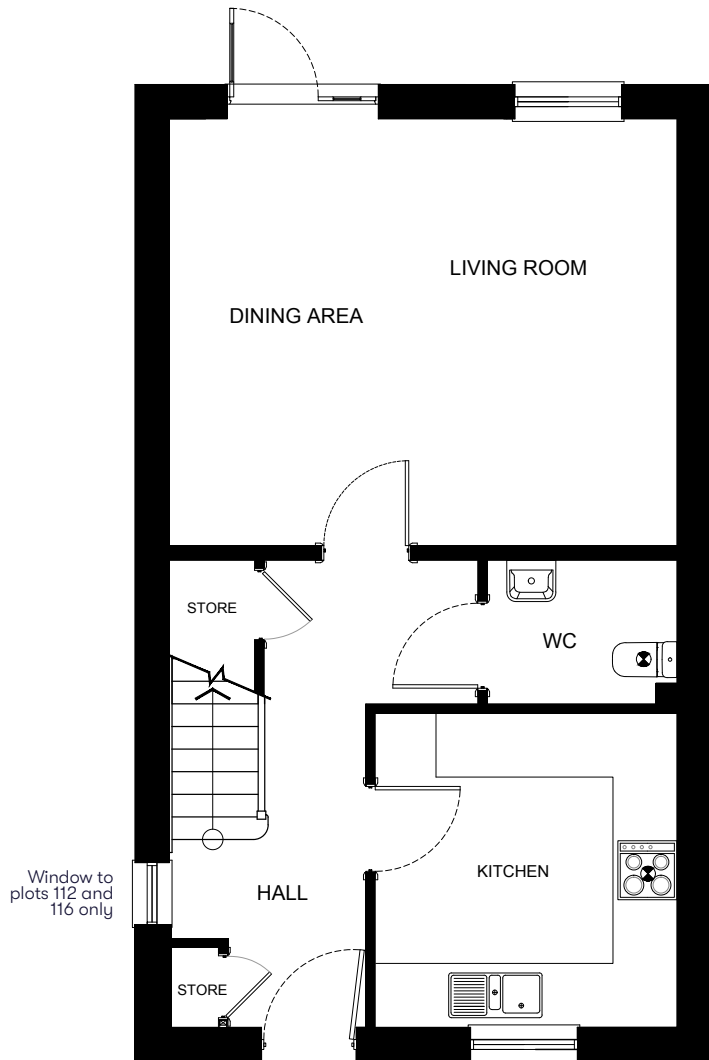 LIVING ROOM
DINING AREA
STORE
WC
KITCHEN
Window to
plots 112 and
116 only
HALL
STORE